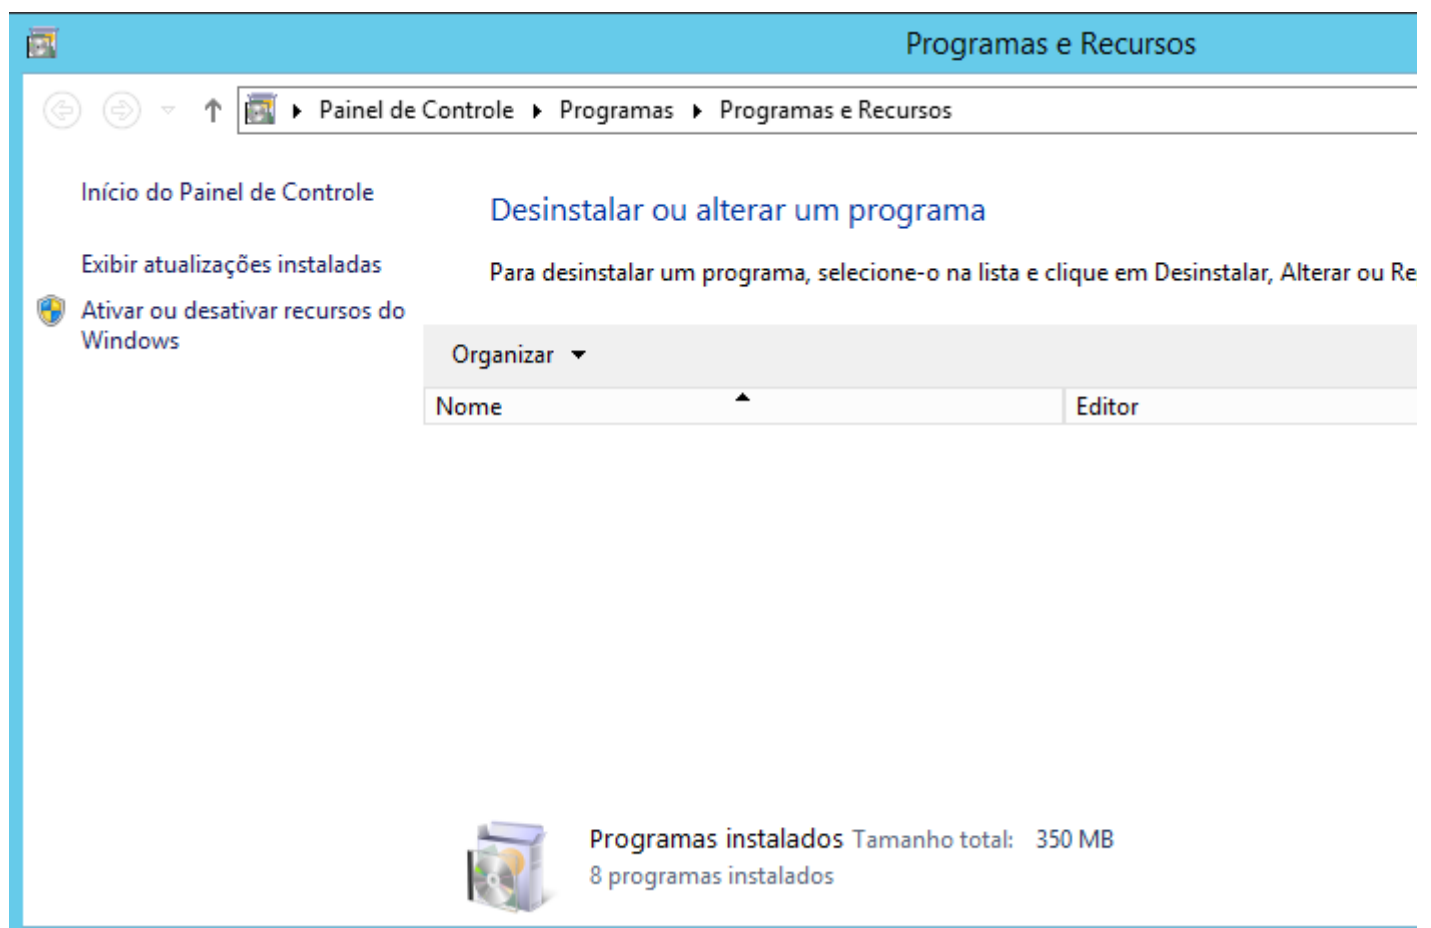 Programas e Recursos
Painel de Controle Programas Programas e Recursos
Início do Painel de Controle
Desinstalar ou alterar um programa
Exibir atualizações instaladas
Para desinstalar um programa, selecione-o na lista e clique em Desinstalar, Alterar ou Re
Ativar ou desativar recursos do
Windows
Organizar
Nome Editor
Programas instalados Tamanho total: 350 MB
8 programas instalados